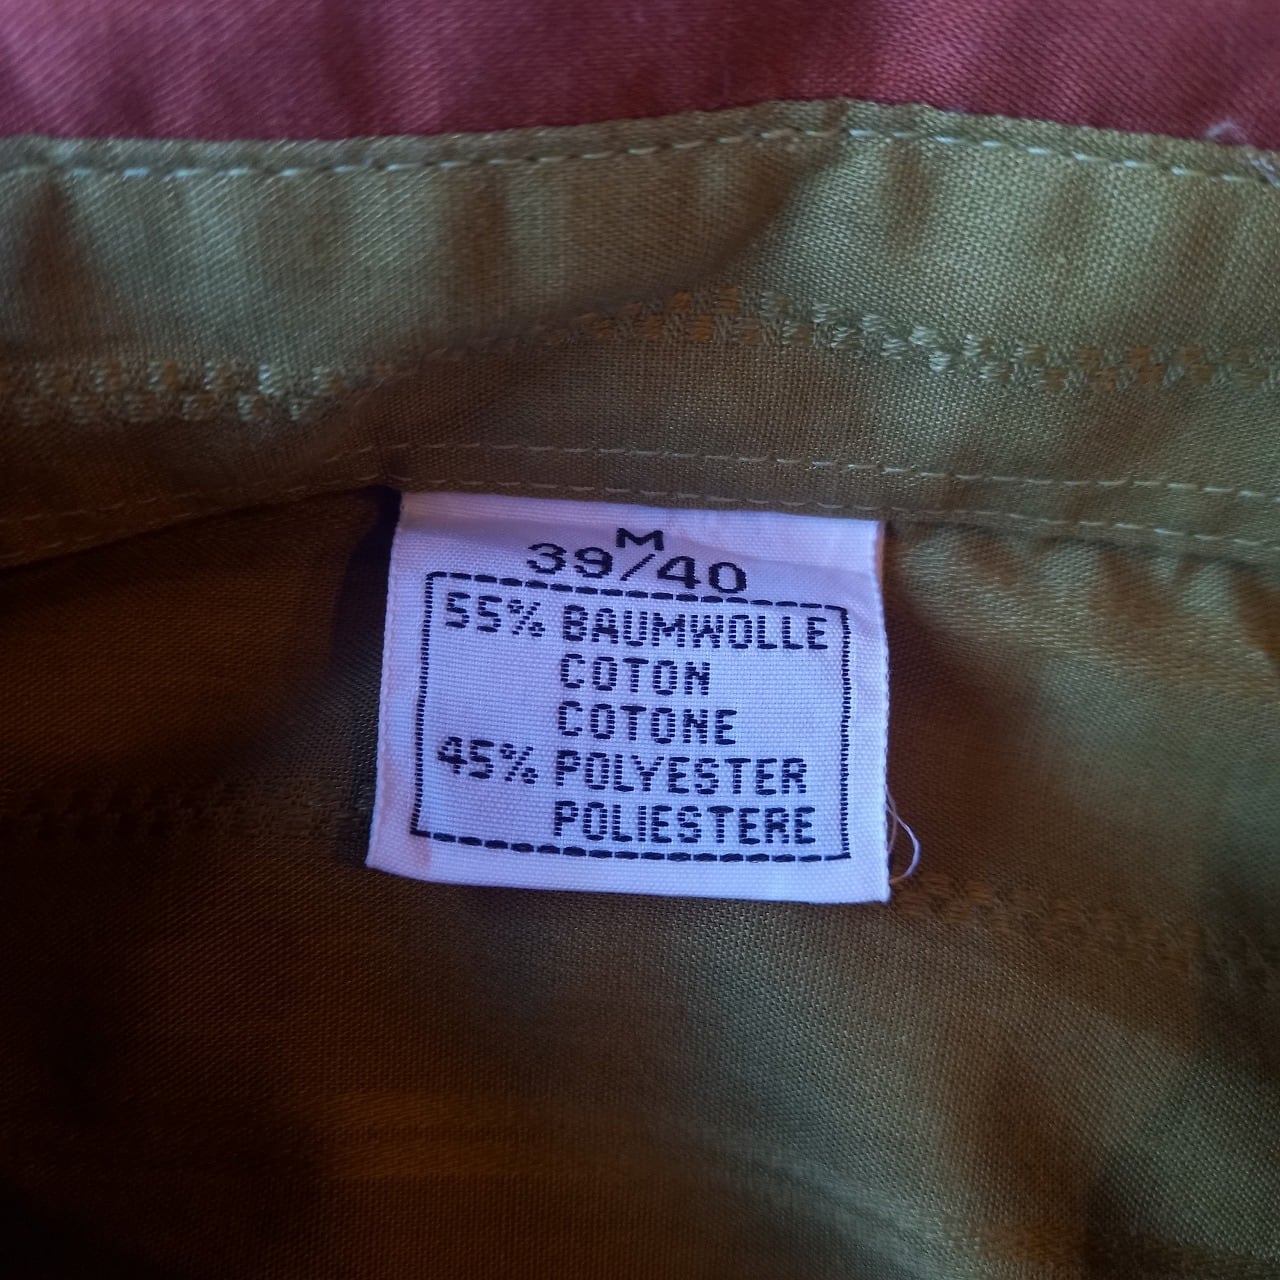 M
39/40
55% BAUMWOLLE
COTON
COTONE
45% POLYESTER
POLIESTERE